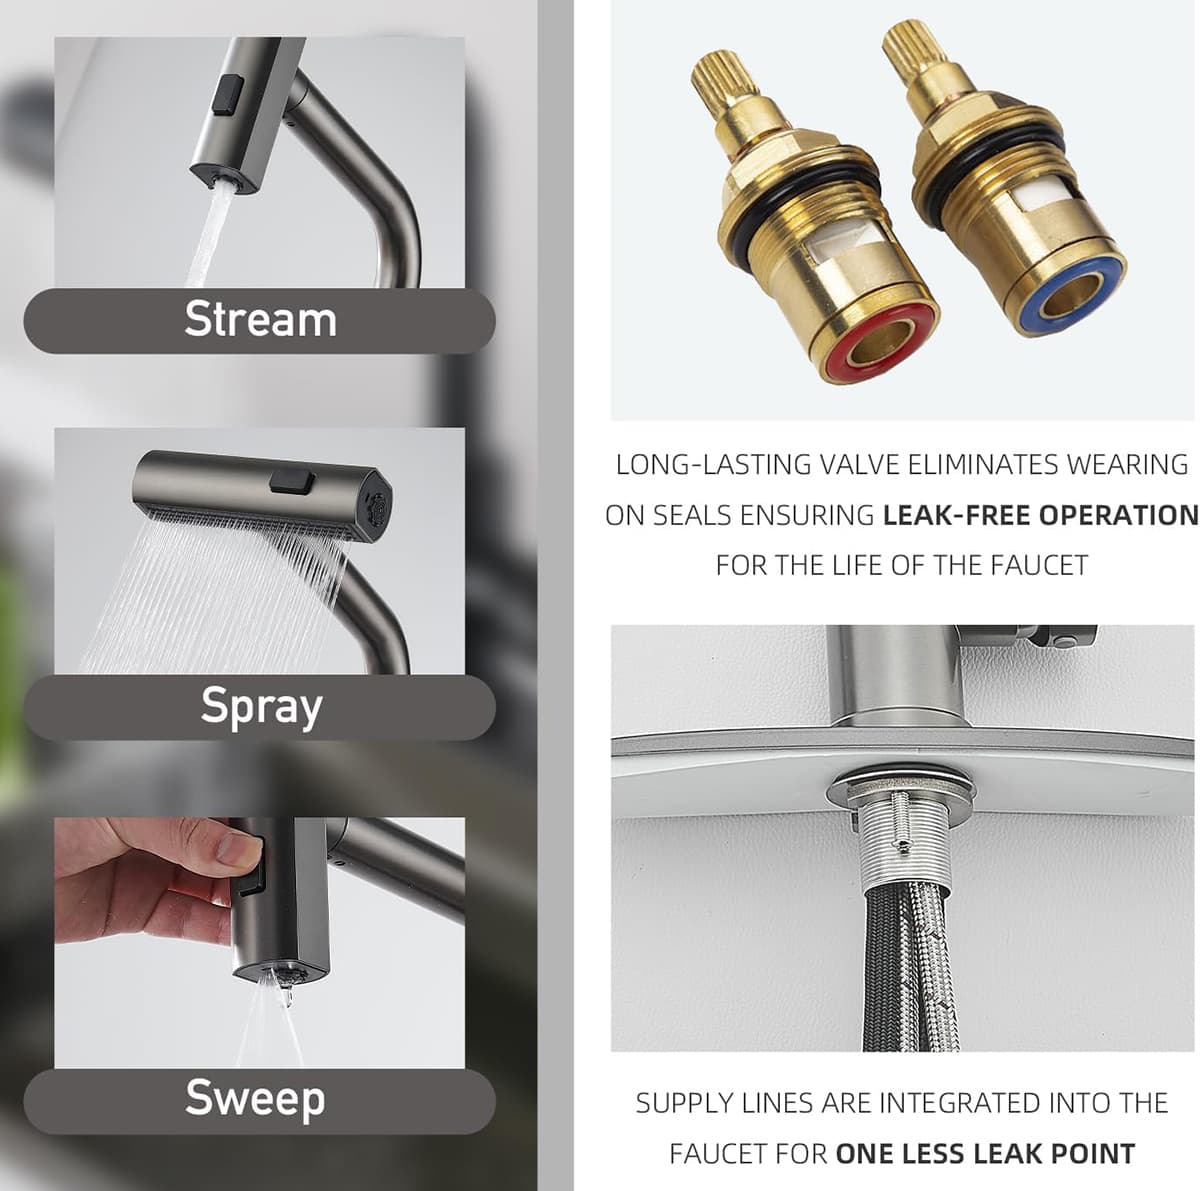 Stream
Spray
Sweep
LONG-LASTING VALVE ELIMINATES WEARING
ON SEALS ENSURING LEAK-FREE OPERATION
FOR THE LIFE OF THE FAUCET
SUPPLY LINES ARE INTEGRATED INTO THE
FAUCET FOR ONE LESS LEAK POINT